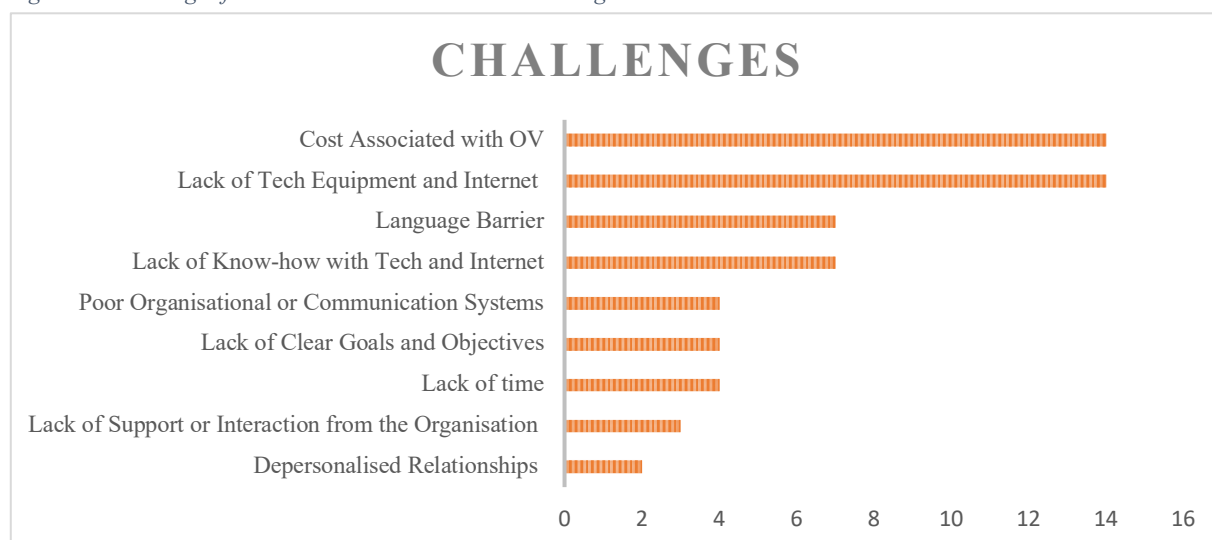 CHALLENGES
Cost Associated with OV
Lack of Tech Equipment and Internet
Language Barrier
Lack of Know-how with Tech and Internet
Poor Organisational or Communication Systems
Lack of Clear Goals and Objectives
Lack of time
Lack of Support or Interaction from the Organisation
Depersonalised Relationships
0 2 4 6 8 10 12 14 16